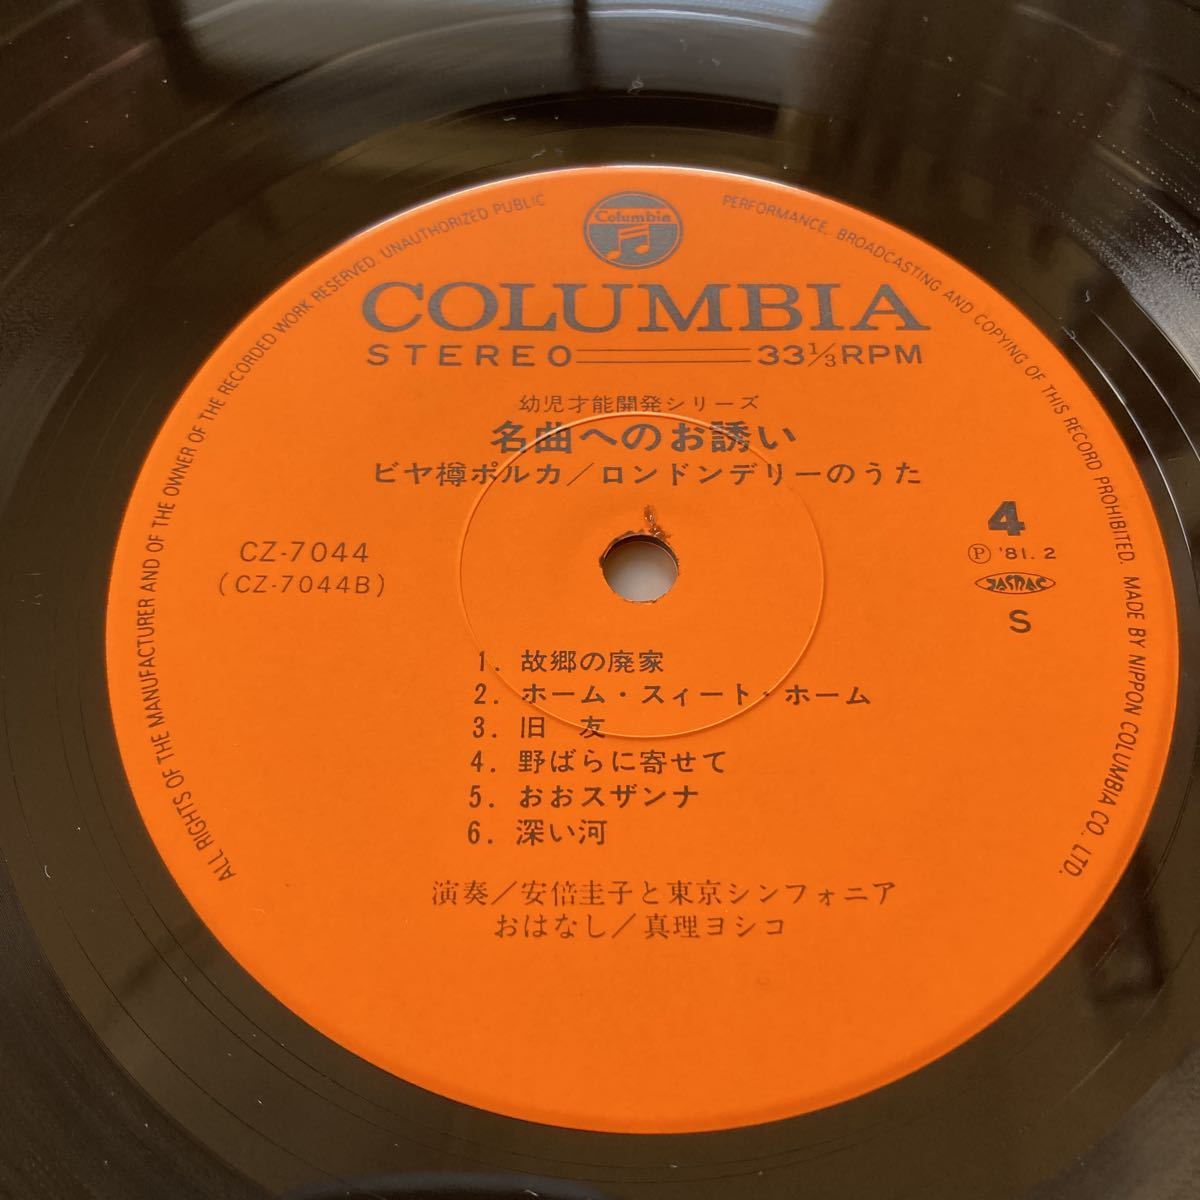 Columbia
COLUMBIA
STEREO 33⅓RPM
幼児才能開発シリーズ
名曲へのお誘い
ビヤ樽ポルカ／ロンドンデリーのうた
CZ-7044
(CZ-7044B)
4
Ⓟ '81.2
JASRAC
S
1. 故郷の廃家
2. ホーム・スィート・ホーム
3. 旧　友
4. 野ばらに寄せて
5. おおスザンナ
6. 深い河
演奏／安倍圭子と東京シンフォニア
おはなし／真理ヨシコ
ALL RIGHTS OF THE MANUFACTURER AND OF THE OWNER OF THE RECORDED WORK RESERVED. UNAUTHORIZED PUBLIC PERFORMANCE, BROADCASTING AND COPYING OF THIS RECORD PROHIBITED. MADE BY NIPPON COLUMBIA CO., LTD.